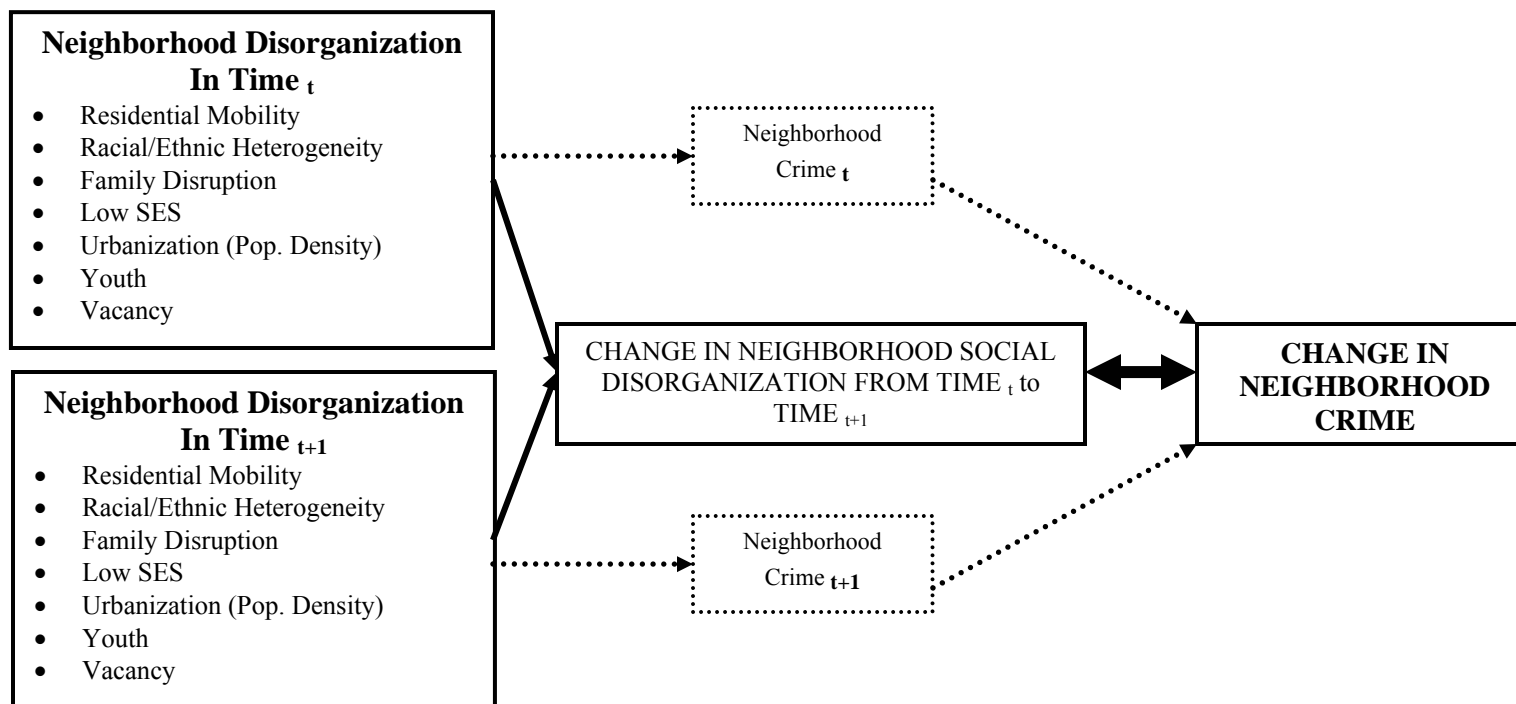 Neighborhood Disorganization
In Time t
• Residential Mobility
• Racial/Ethnic Heterogeneity
• Family Disruption
• Low SES
• Urbanization (Pop. Density)
• Youth
• Vacancy
Neighborhood
Crime t
CHANGE IN NEIGHBORHOOD SOCIAL
DISORGANIZATION FROM TIME t to
TIME t+1
CHANGE IN
NEIGHBORHOOD
CRIME
Neighborhood Disorganization
In Time t+1
• Residential Mobility
• Racial/Ethnic Heterogeneity
• Family Disruption
• Low SES
• Urbanization (Pop. Density)
• Youth
• Vacancy
Neighborhood
Crime t+1